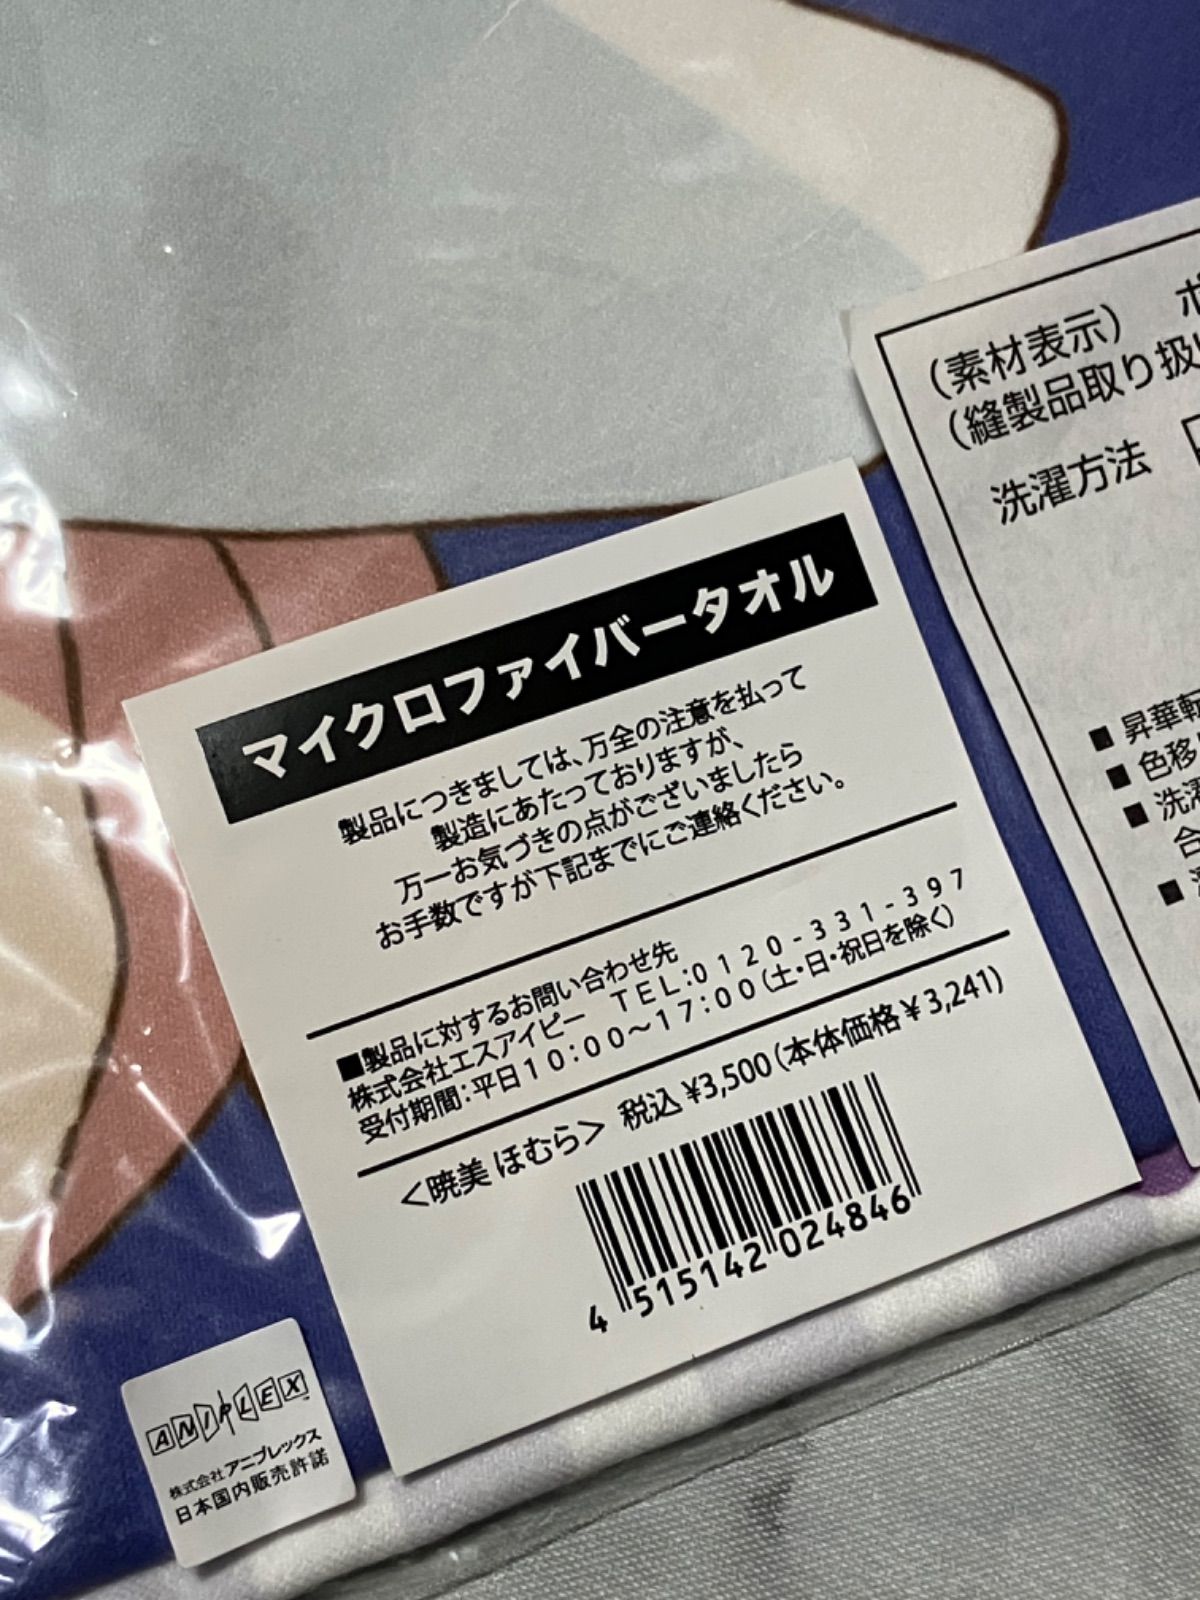 マイクロファイバータオル
製品につきましては、万全の注意を払って
製造にあたっておりますが、
万一お気づきの点がございましたら
お手数ですが下記までにご連絡ください。
■製品に対するお問い合わせ先
株式会社エスアイピー　TEL:0120-331-397
受付期間:平日10:00～17:00(土・日・祝日を除く)
＜暁美 ほむら＞ 税込 ¥3,500(本体価格￥3,241)
4 515142 024846
ANIPLEX
株式会社アニプレックス
日本国内販売許諾
(素材表示)　ポ
(縫製品取り扱
洗濯方法
■ 昇華転
■ 色移
■ 洗濯
合
■